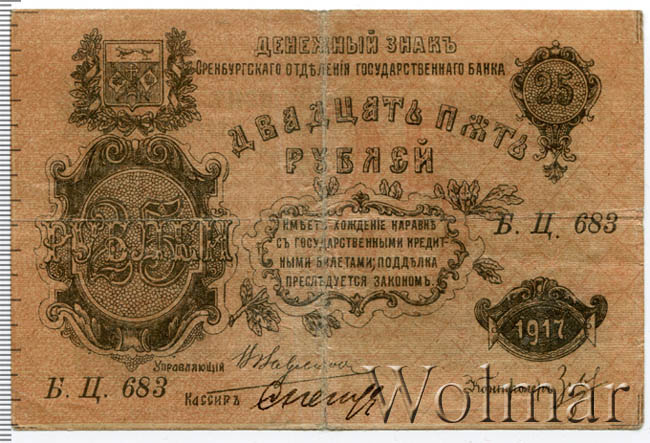 ДЕНЕЖНЫЙ ЗНАКЪ
ОРЕНБУРГСКАГО ОТДѢЛЕНІЯ ГОСУДАРСТВЕННАГО БАНКА
25
ДВАДЦАТЬ ПЯТЬ
РУБЛЕЙ
25
РУБЛЕЙ
ИМѢЕТЪ ХОЖДЕНІЕ НАРАВНѢ
СЪ ГОСУДАРСТВЕННЫМИ КРЕДИТ-
НЫМИ БИЛЕТАМИ; ПОДДѢЛКА
ПРЕСЛѢДУЕТСЯ ЗАКОНОМЪ.
Б. Ц. 683
1917
УПРАВЛЯЮЩІЙ
Б. Ц. 683
КАССИРЪ
Контролеръ
Wolmar